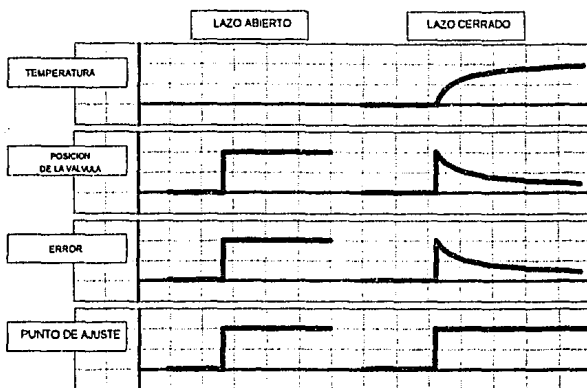 LAZO ABIERTO
LAZO CERRADO
TEMPERATURA
POSICION
DE LA VALVULA
ERROR
PUNTO DE AJUSTE